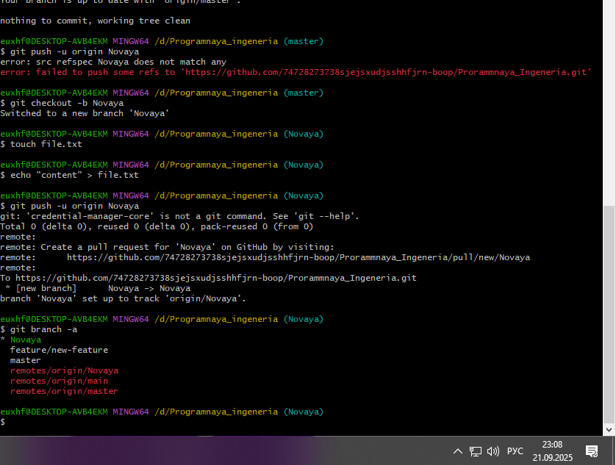 Your branch is up to date with 'origin/master'.
nothing to commit, working tree clean
euxhf@DESKTOP-AVB4EKM MINGW64 /d/Programnaya_ingeneria (master)
$ git push -u origin Novaya
error: src refspec Novaya does not match any
error: failed to push some refs to 'https://github.com/74728273738sjejsxudjsshhfjrn-boop/Prorammnaya_Ingeneria.git'
euxhf@DESKTOP-AVB4EKM MINGW64 /d/Programnaya_ingeneria (master)
$ git checkout -b Novaya
Switched to a new branch 'Novaya'
euxhf@DESKTOP-AVB4EKM MINGW64 /d/Programnaya_ingeneria (Novaya)
$ touch file.txt
euxhf@DESKTOP-AVB4EKM MINGW64 /d/Programnaya_ingeneria (Novaya)
$ echo "content" > file.txt
euxhf@DESKTOP-AVB4EKM MINGW64 /d/Programnaya_ingeneria (Novaya)
$ git push -u origin Novaya
git: 'credential-manager-core' is not a git command. See 'git --help'.
Total 0 (delta 0), reused 0 (delta 0), pack-reused 0 (from 0)
remote:
remote: Create a pull request for 'Novaya' on GitHub by visiting:
remote:      https://github.com/74728273738sjejsxudjsshhfjrn-boop/Prorammnaya_Ingeneria/pull/new/Novaya
remote:
To https://github.com/74728273738sjejsxudjsshhfjrn-boop/Prorammnaya_Ingeneria.git
 * [new branch]      Novaya -> Novaya
branch 'Novaya' set up to track 'origin/Novaya'.
euxhf@DESKTOP-AVB4EKM MINGW64 /d/Programnaya_ingeneria (Novaya)
$ git branch -a
* Novaya
  feature/new-feature
  master
  remotes/origin/Novaya
  remotes/origin/main
  remotes/origin/master
euxhf@DESKTOP-AVB4EKM MINGW64 /d/Programnaya_ingeneria (Novaya)
$
РУС
23:08
21.09.2025